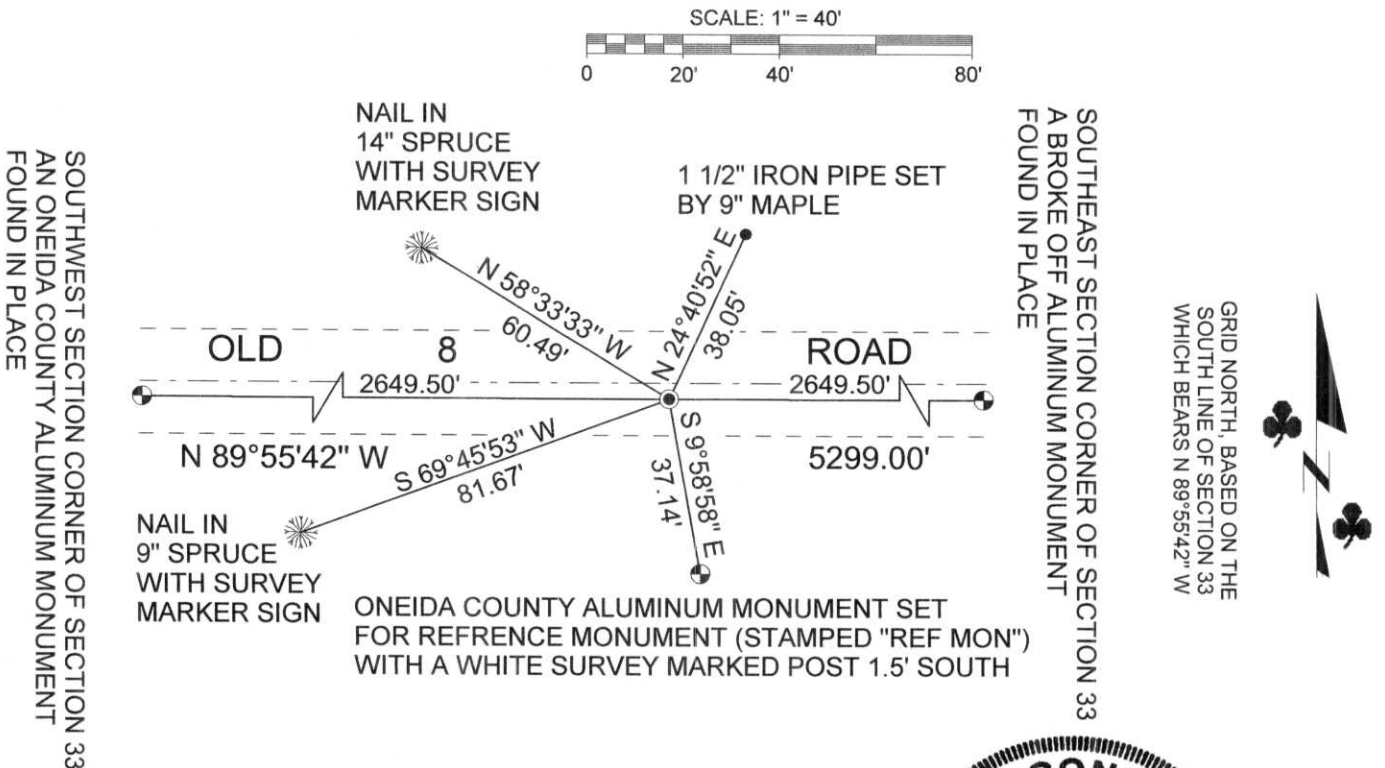 SCALE: 1" = 40'
0 20' 40' 80'
NAIL IN
14" SPRUCE
WITH SURVEY
MARKER SIGN
1 1/2" IRON PIPE SET
BY 9" MAPLE
SOUTHWEST SECTION CORNER OF SECTION 33
AN ONEIDA COUNTY ALUMINUM MONUMENT
FOUND IN PLACE
SOUTHEAST SECTION CORNER OF SECTION 33
A BROKE OFF ALUMINUM MONUMENT
FOUND IN PLACE
GRID NORTH, BASED ON THE
SOUTH LINE OF SECTION 33
WHICH BEARS N 89°55'42" W
N 58°33'33" W
60.49'
N 24°40'52" E
38.05'
OLD 8 ROAD
2649.50' 2649.50'
N 89°55'42" W 5299.00'
S 69°45'53" W
81.67'
S 9°58'58" E
37.14'
NAIL IN
9" SPRUCE
WITH SURVEY
MARKER SIGN
ONEIDA COUNTY ALUMINUM MONUMENT SET
FOR REFRENCE MONUMENT (STAMPED "REF MON")
WITH A WHITE SURVEY MARKED POST 1.5' SOUTH